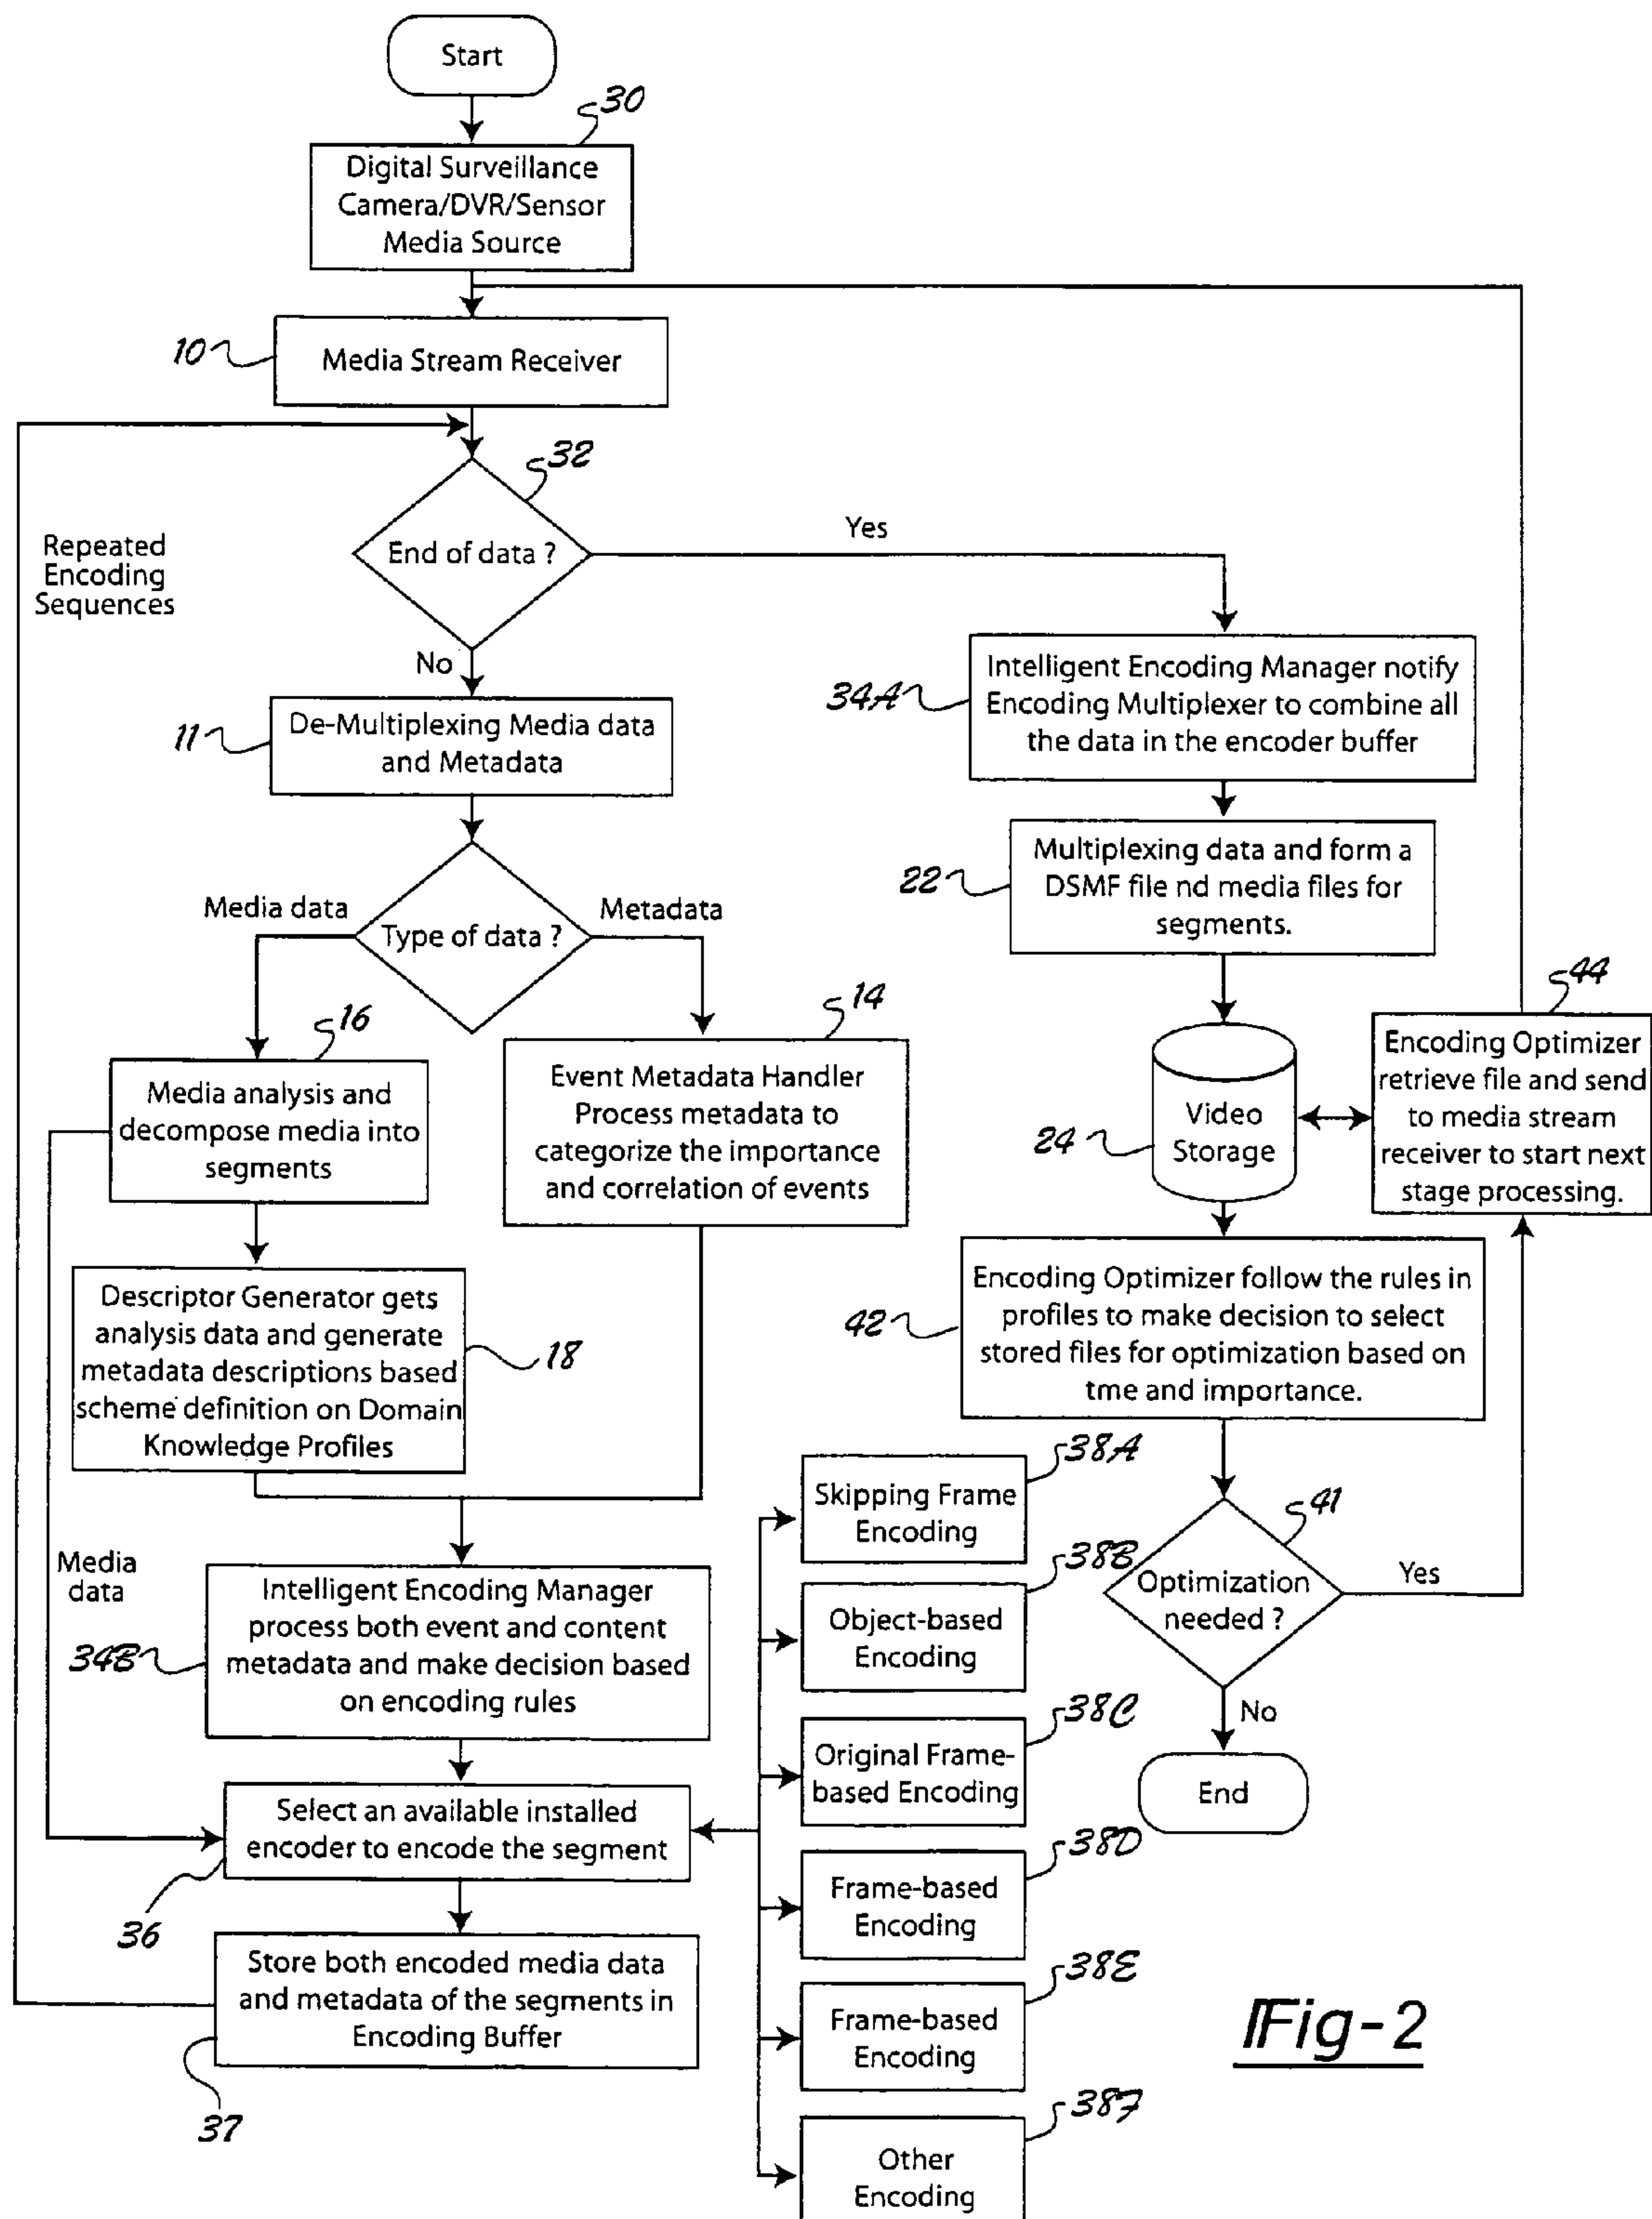 Start
30
Digital Surveillance
Camera/DVR/Sensor
Media Source
10
Media Stream Receiver
32
End of data ?
Yes
No
Repeated
Encoding
Sequences
11
De-Multiplexing Media data
and Metadata
Type of data ?
Media data
Metadata
16
Media analysis and
decompose media into
segments
14
Event Metadata Handler
Process metadata to
categorize the importance
and correlation of events
Descriptor Generator gets
analysis data and generate
metadata descriptions based
scheme definition on Domain
Knowledge Profiles
18
Media
data
34B
Intelligent Encoding Manager
process both event and content
metadata and make decision based
on encoding rules
Select an available installed
encoder to encode the segment
36
Store both encoded media data
and metadata of the segments in
Encoding Buffer
37
38A
Skipping Frame
Encoding
38B
Object-based
Encoding
38C
Original Frame-
based Encoding
38D
Frame-based
Encoding
38E
Frame-based
Encoding
38F
Other
Encoding
34A
Intelligent Encoding Manager notify
Encoding Multiplexer to combine all
the data in the encoder buffer
22
Multiplexing data and form a
DSMF file nd media files for
segments.
24
Video
Storage
44
Encoding Optimizer
retrieve file and send
to media stream
receiver to start next
stage processing.
42
Encoding Optimizer follow the rules in
profiles to make decision to select
stored files for optimization based on
tme and importance.
41
Optimization
needed ?
Yes
No
End
Fig-2